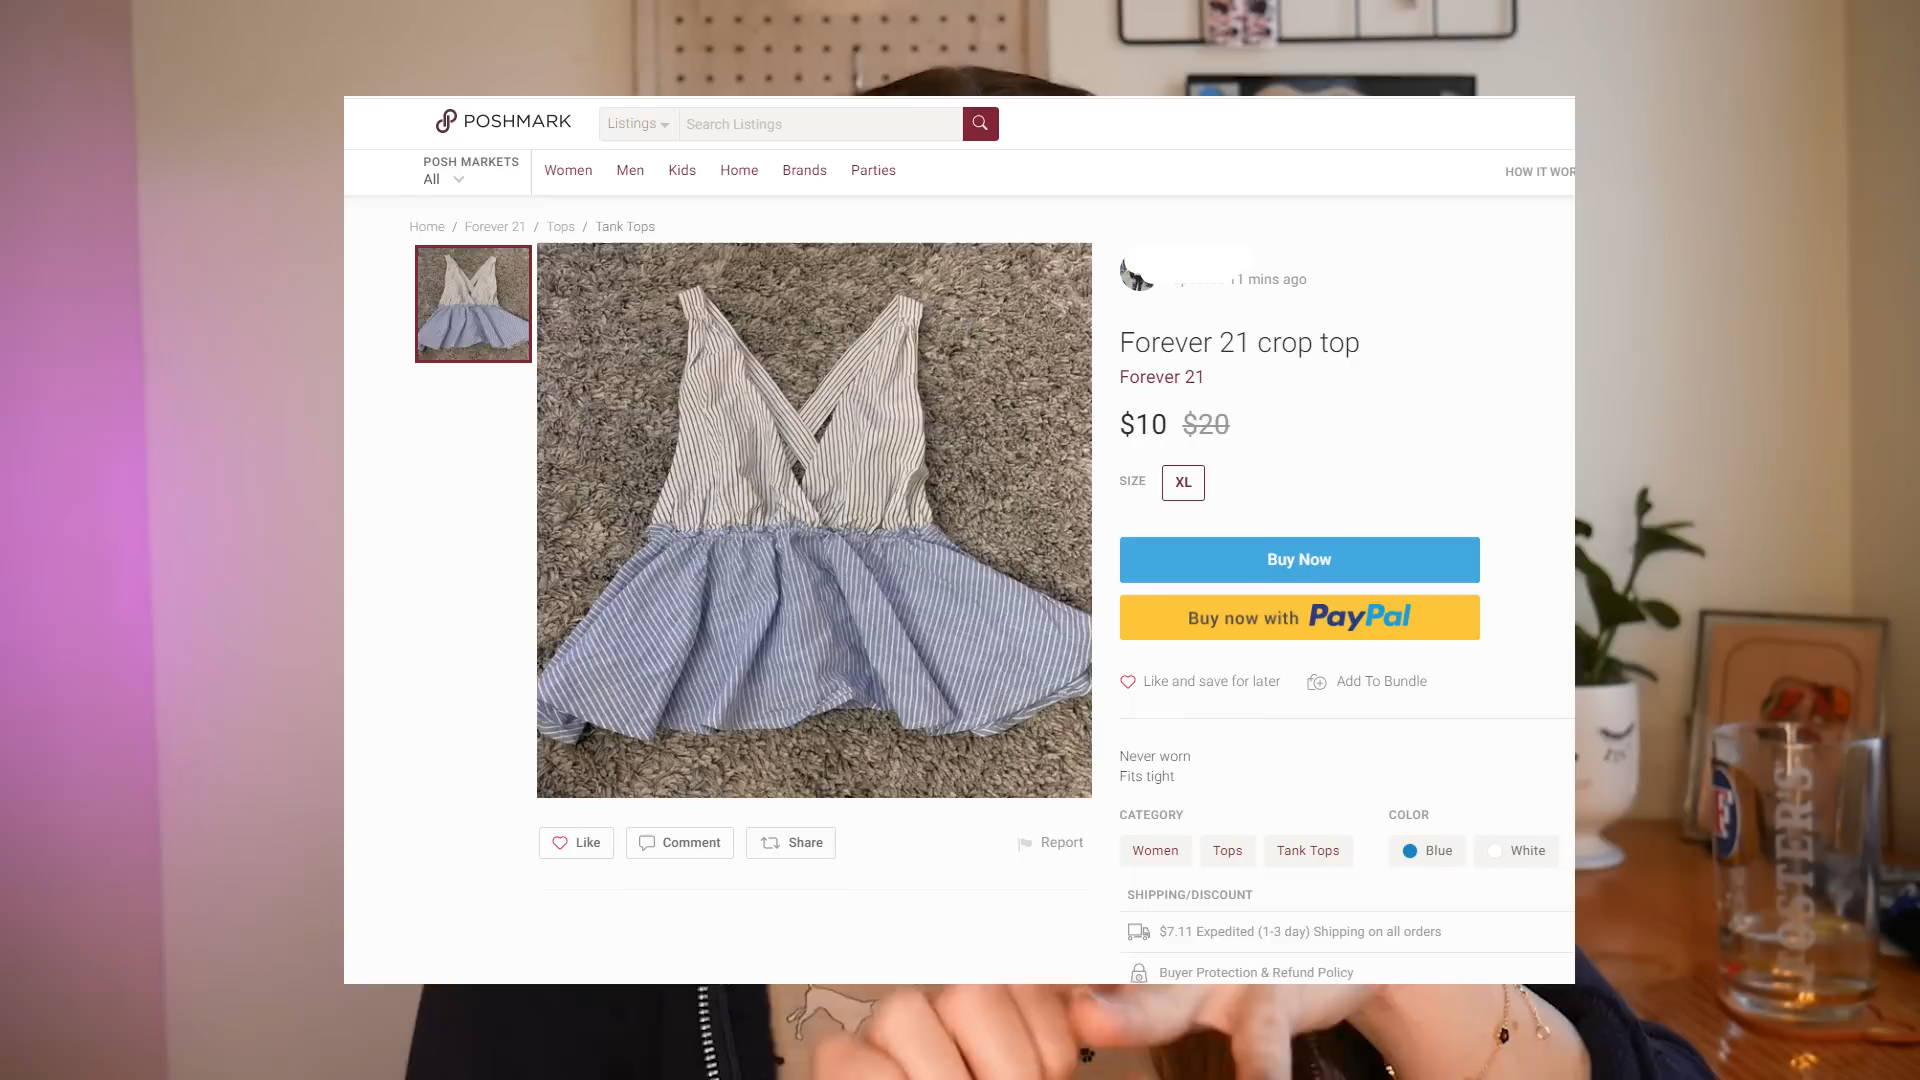 POSHMARK
Listings
Search Listings
POSH MARKETS
All
Women
Men
Kids
Home
Brands
Parties
HOW IT WOR
Home / Forever 21 / Tops / Tank Tops
1 mins ago
Forever 21 crop top
Forever 21
$10 $20
SIZE XL
Buy Now
Buy now with PayPal
Like and save for later
Add To Bundle
Never worn
Fits tight
CATEGORY
COLOR
Women
Tops
Tank Tops
Blue
White
Like
Comment
Share
Report
SHIPPING/DISCOUNT
$7.11 Expedited (1-3 day) Shipping on all orders
Buyer Protection & Refund Policy
FOSTER'S